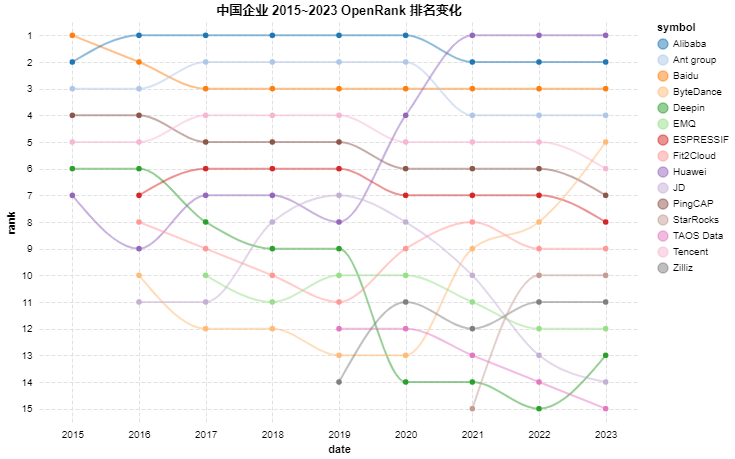 中国企业 2015~2023 OpenRank 排名变化
symbol
Alibaba
Ant group
Baidu
ByteDance
Deepin
EMQ
ESPRESSIF
Fit2Cloud
Huawei
JD
PingCAP
StarRocks
TAOS Data
Tencent
Zilliz
rank
1
2
3
4
5
6
7
8
9
10
11
12
13
14
15
2015 2016 2017 2018 2019 2020 2021 2022 2023
date